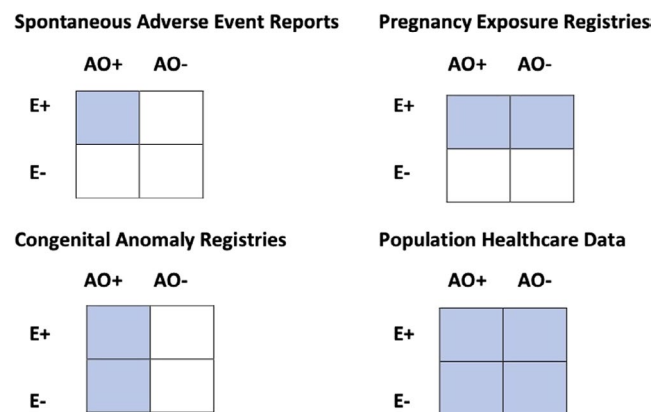 Spontaneous Adverse Event Reports
AO+ AO-
E+
E-
Pregnancy Exposure Registries
AO+ AO-
E+
E-
Congenital Anomaly Registries
AO+ AO-
E+
E-
Population Healthcare Data
AO+ AO-
E+
E-